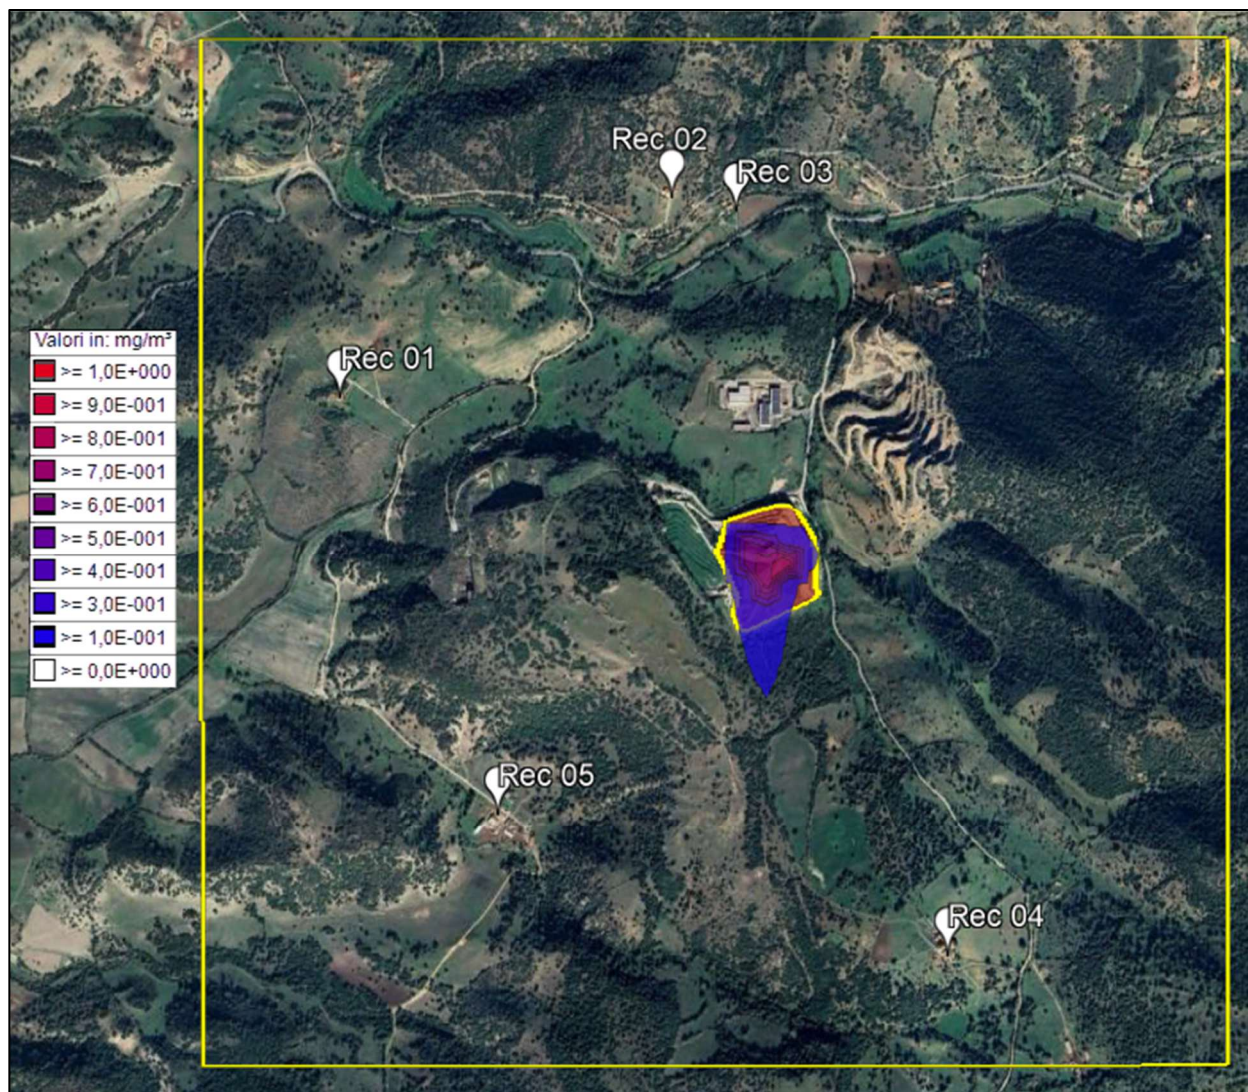 Rec 02
Rec 03
Valori in: mg/m³
Rec 01
>= 1,0E+000
>= 9,0E-001
>= 8,0E-001
>= 7,0E-001
>= 6,0E-001
>= 5,0E-001
>= 4,0E-001
>= 3,0E-001
>= 1,0E-001
>= 0,0E+000
Rec 05
Rec 04